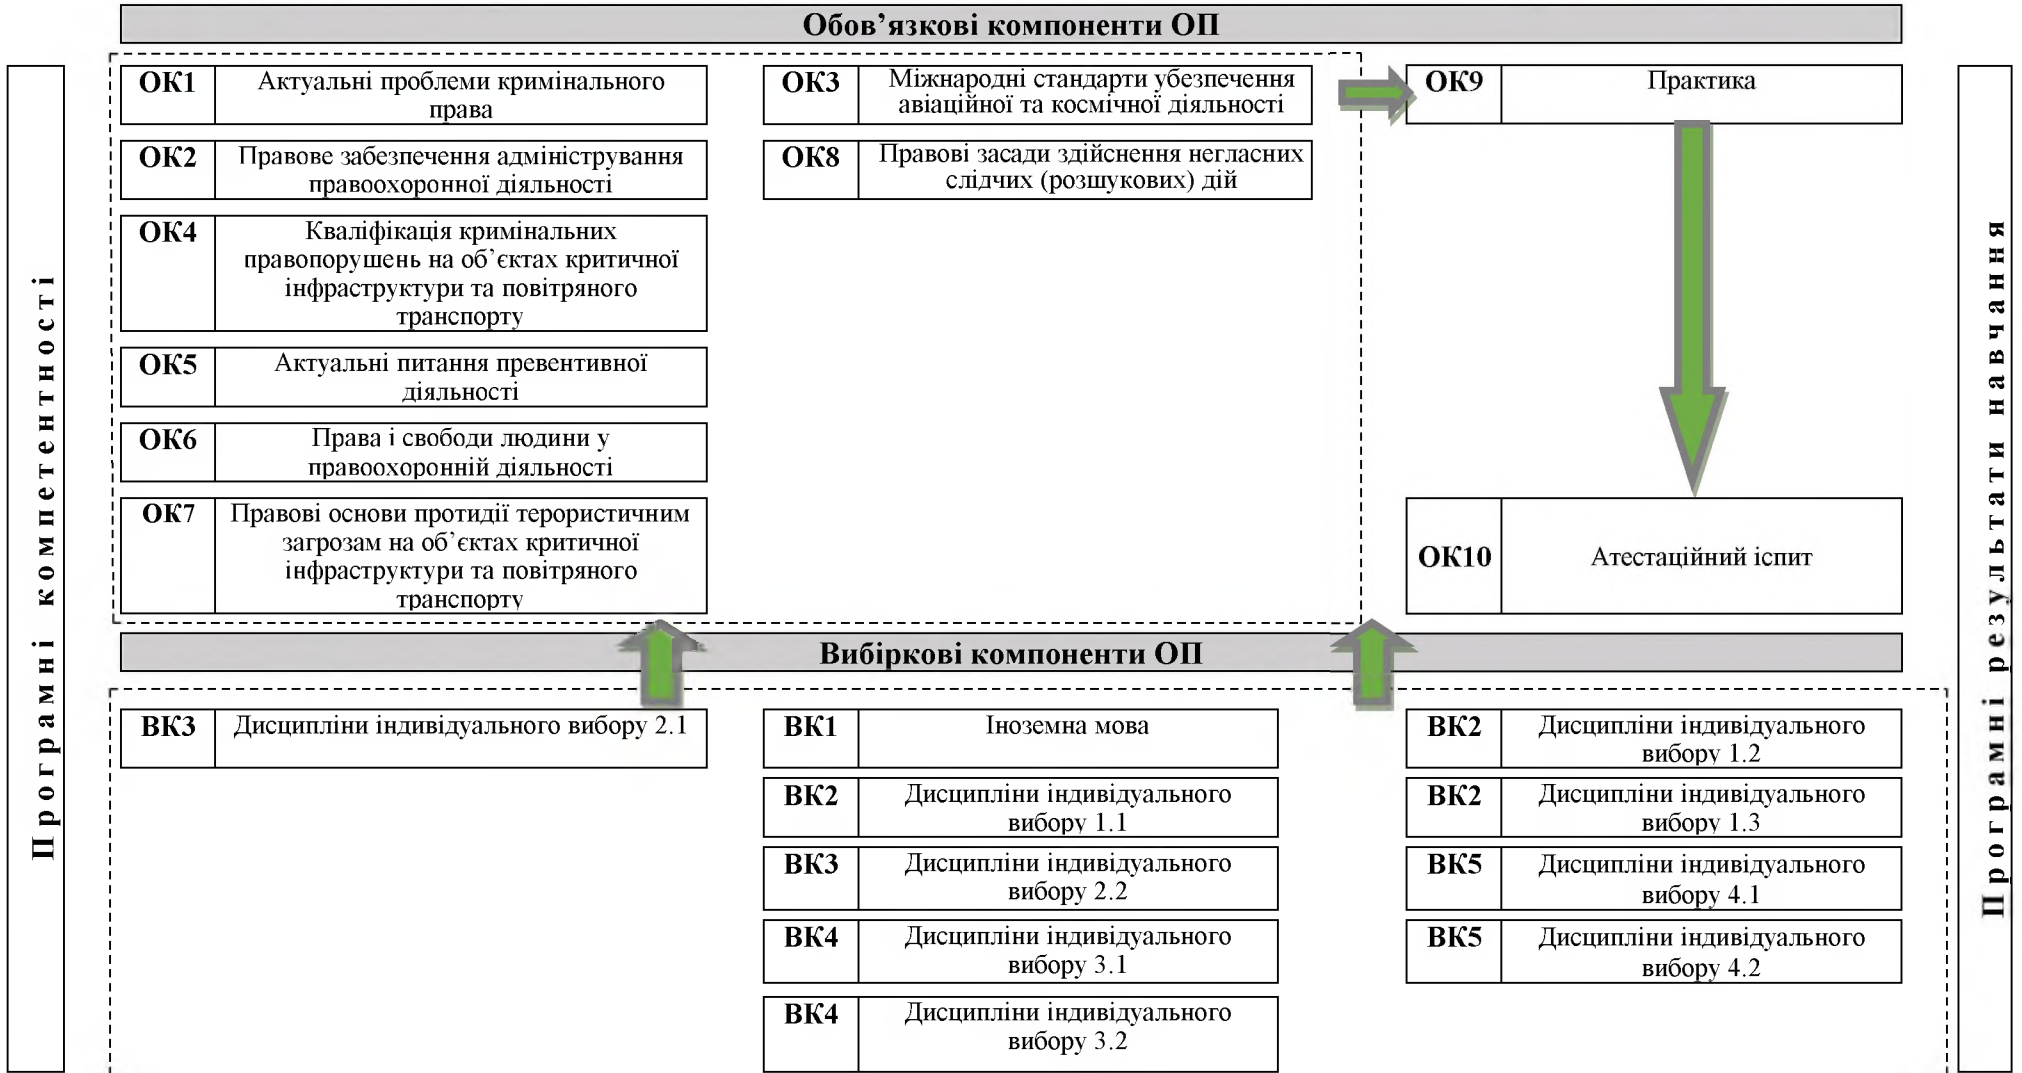 Обов’язкові компоненти ОП
Програмні компетентності
ОК1
Актуальні проблеми кримінального
права
ОК2
Правове забезпечення адміністрування
правоохоронної діяльності
ОК4
Кваліфікація кримінальних
правопорушень на об’єктах критичної
інфраструктури та повітряного
транспорту
ОК5
Актуальні питання превентивної
діяльності
ОК6
Права і свободи людини у
правоохоронній діяльності
ОК7
Правові основи протидії терористичним
загрозам на об’єктах критичної
інфраструктури та повітряного
транспорту
ОК3
Міжнародні стандарти убезпечення
авіаційної та космічної діяльності
ОК8
Правові засади здійснення негласних
слідчих (розшукових) дій
ОК9
Практика
ОК10
Атестаційний іспит
Вибіркові компоненти ОП
ВК3
Дисципліни індивідуального вибору 2.1
ВК1
Іноземна мова
ВК2
Дисципліни індивідуального
вибору 1.1
ВК3
Дисципліни індивідуального
вибору 2.2
ВК4
Дисципліни індивідуального
вибору 3.1
ВК4
Дисципліни індивідуального
вибору 3.2
ВК2
Дисципліни індивідуального
вибору 1.2
ВК2
Дисципліни індивідуального
вибору 1.3
ВК5
Дисципліни індивідуального
вибору 4.1
ВК5
Дисципліни індивідуального
вибору 4.2
Програмні результати навчання